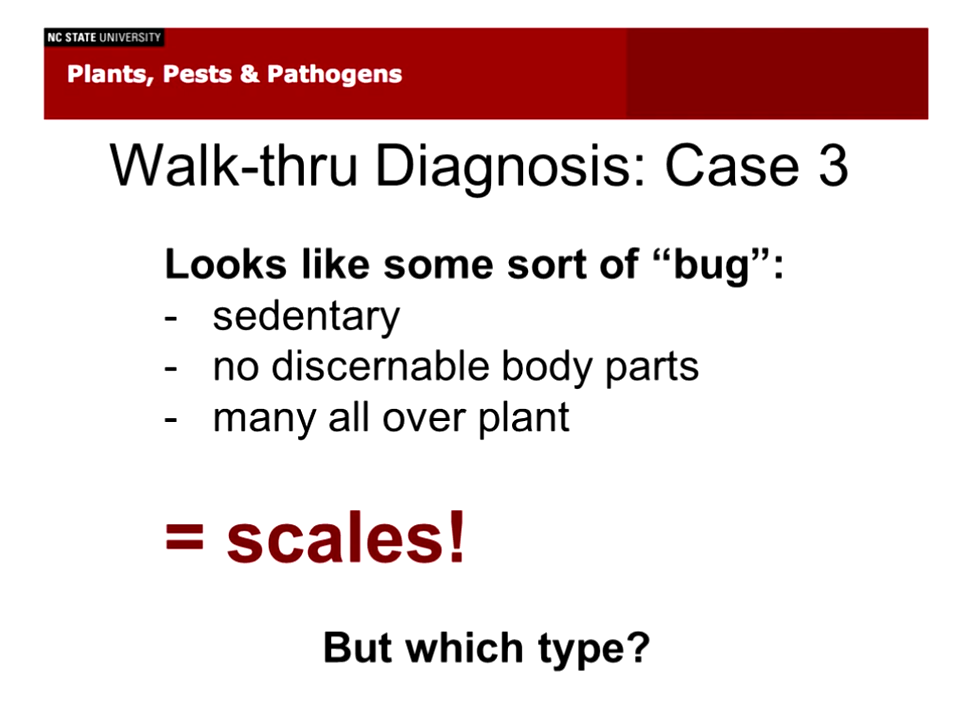 NC STATE UNIVERSITY
Plants, Pests & Pathogens
Walk-thru Diagnosis: Case 3
Looks like some sort of “bug”:
- sedentary
- no discernable body parts
- many all over plant
= scales!
But which type?